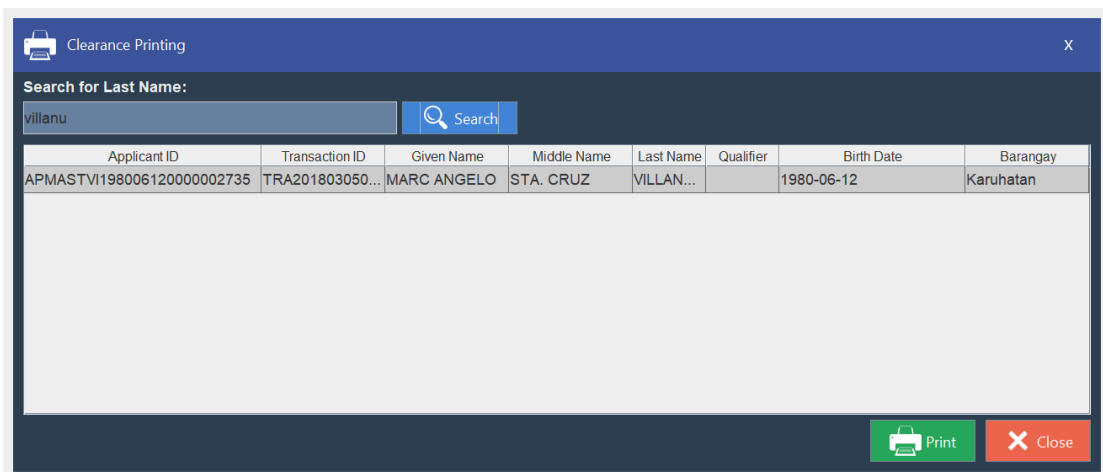 Clearance Printing X
Search for Last Name:
villanu Search
Applicant ID Transaction ID Given Name Middle Name Last Name Qualifier Birth Date Barangay
APMASTVI198006120000002735 TRA201803050... MARC ANGELO STA. CRUZ VILLAN... 1980-06-12 Karuhatan
Print Close